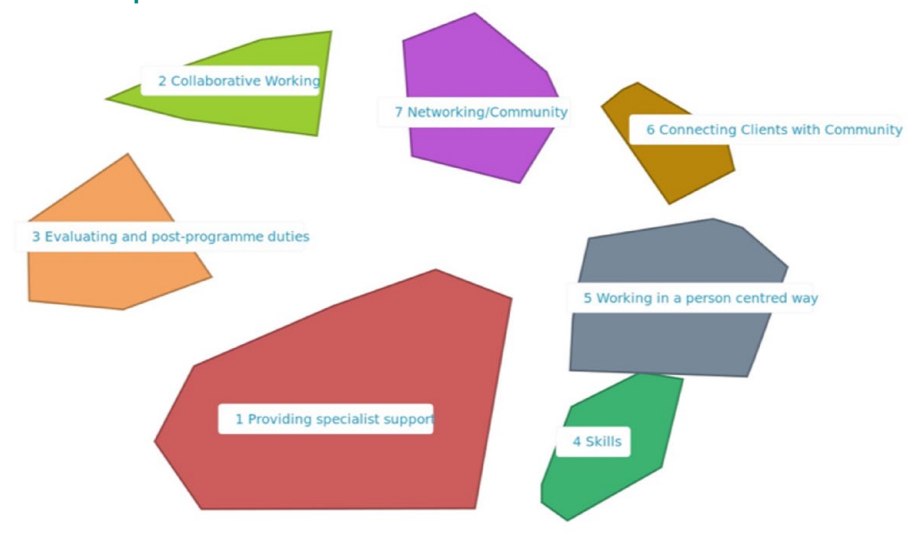 2 Collaborative Working
7 Networking/Community
6 Connecting Clients with Community
3 Evaluating and post-programme duties
5 Working in a person centred way
1 Providing specialist support
4 Skills